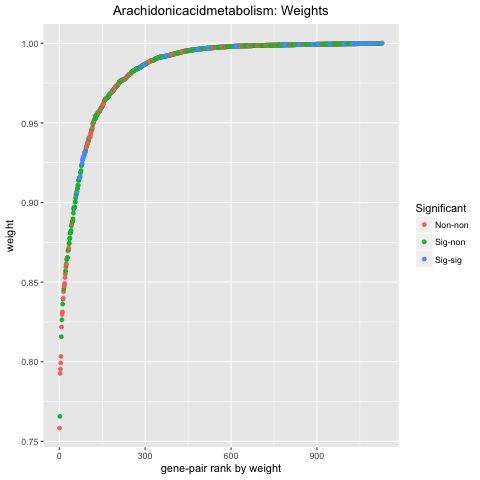 Arachidonicacidmetabolism: Weights
1.00
0.95
0.90
0.85
0.80
0.75
weight
0
300
600
900
gene-pair rank by weight
Significant
Non-non
Sig-non
Sig-sig